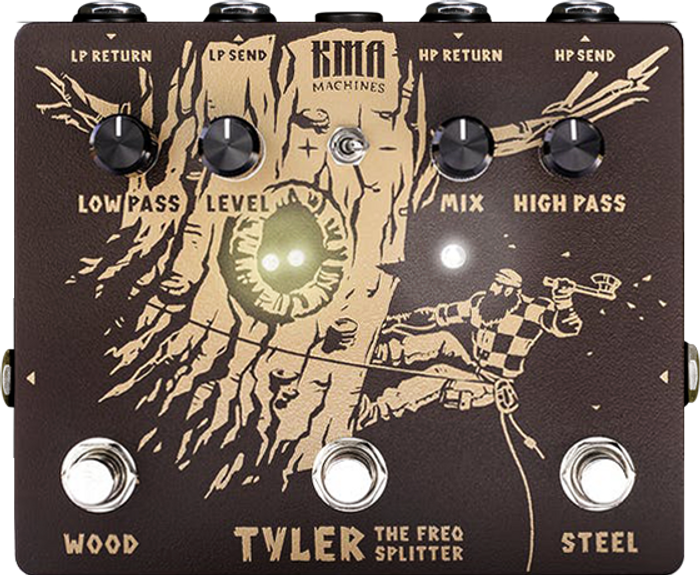 LP RETURN
LP SEND
KMA
MACHINES
HP RETURN
HP SEND
LOW PASS
LEVEL
MIX
HIGH PASS
WOOD
TYLER
THE FREQ
SPLITTER
STEEL